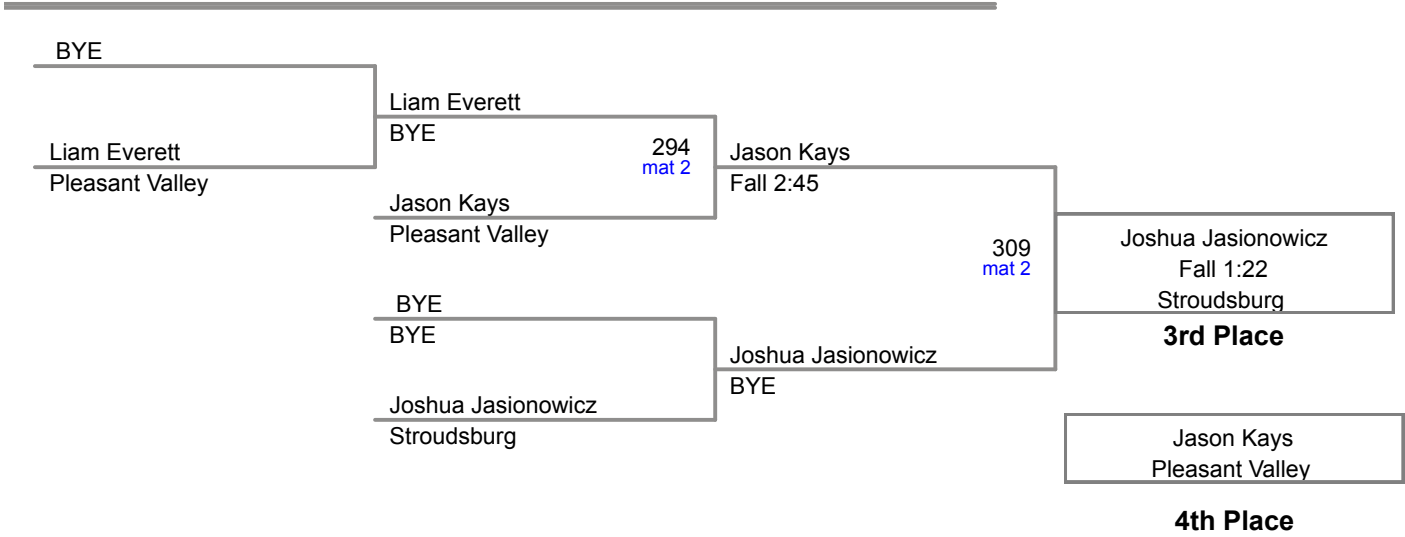 BYE
Liam Everett
Pleasant Valley
Liam Everett
BYE
294
mat 2
Jason Kays
Pleasant Valley
BYE
BYE
Joshua Jasionowicz
Stroudsburg
Jason Kays
Fall 2:45
309
mat 2
Joshua Jasionowicz
BYE
Joshua Jasionowicz
Fall 1:22
Stroudsburg
3rd Place
Jason Kays
Pleasant Valley
4th Place